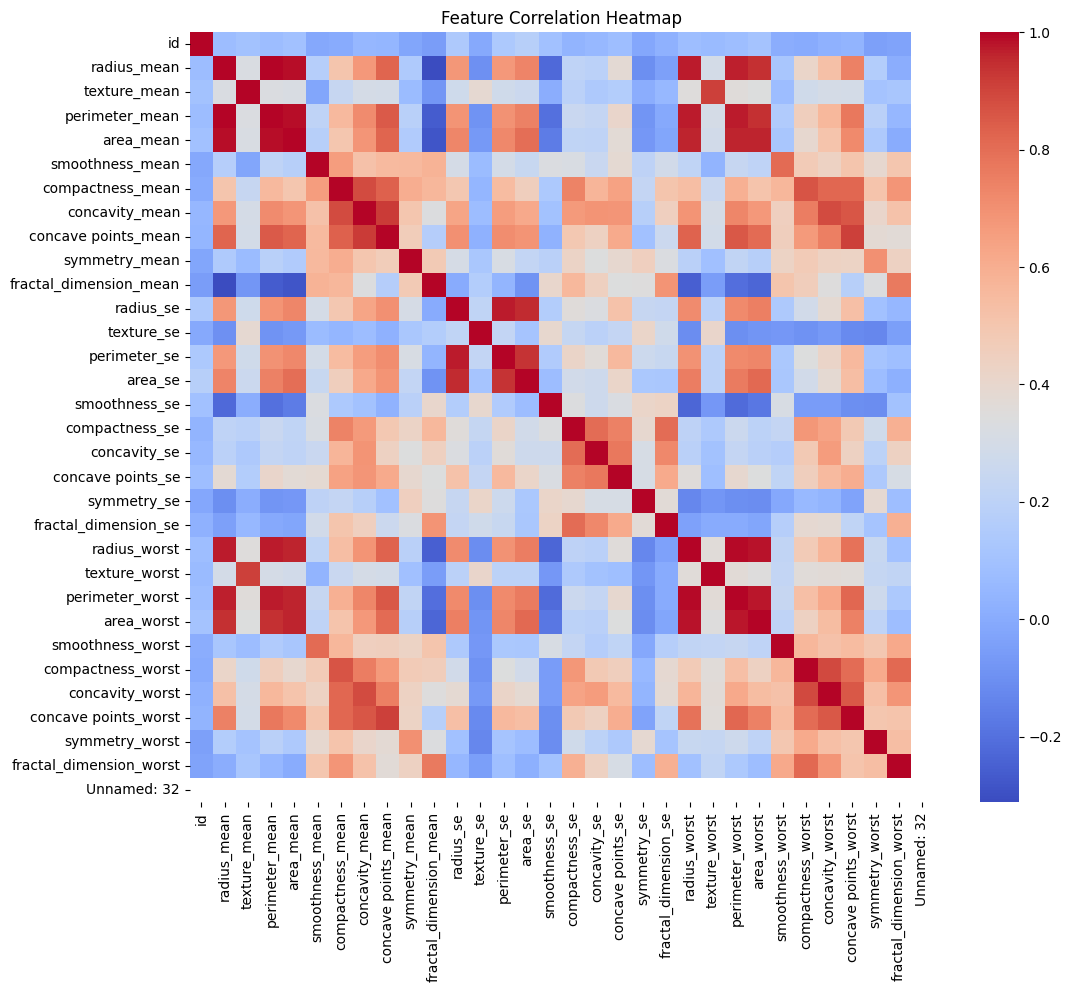 Feature Correlation Heatmap
id
radius_mean
texture_mean
perimeter_mean
area_mean
smoothness_mean
compactness_mean
concavity_mean
concave points_mean
symmetry_mean
fractal_dimension_mean
radius_se
texture_se
perimeter_se
area_se
smoothness_se
compactness_se
concavity_se
concave points_se
symmetry_se
fractal_dimension_se
radius_worst
texture_worst
perimeter_worst
area_worst
smoothness_worst
compactness_worst
concavity_worst
concave points_worst
symmetry_worst
fractal_dimension_worst
Unnamed: 32
id
radius_mean
texture_mean
perimeter_mean
area_mean
smoothness_mean
compactness_mean
concavity_mean
concave points_mean
symmetry_mean
fractal_dimension_mean
radius_se
texture_se
perimeter_se
area_se
smoothness_se
compactness_se
concavity_se
concave points_se
symmetry_se
fractal_dimension_se
radius_worst
texture_worst
perimeter_worst
area_worst
smoothness_worst
compactness_worst
concavity_worst
concave points_worst
symmetry_worst
fractal_dimension_worst
Unnamed: 32
1.0
0.8
0.6
0.4
0.2
0.0
−0.2